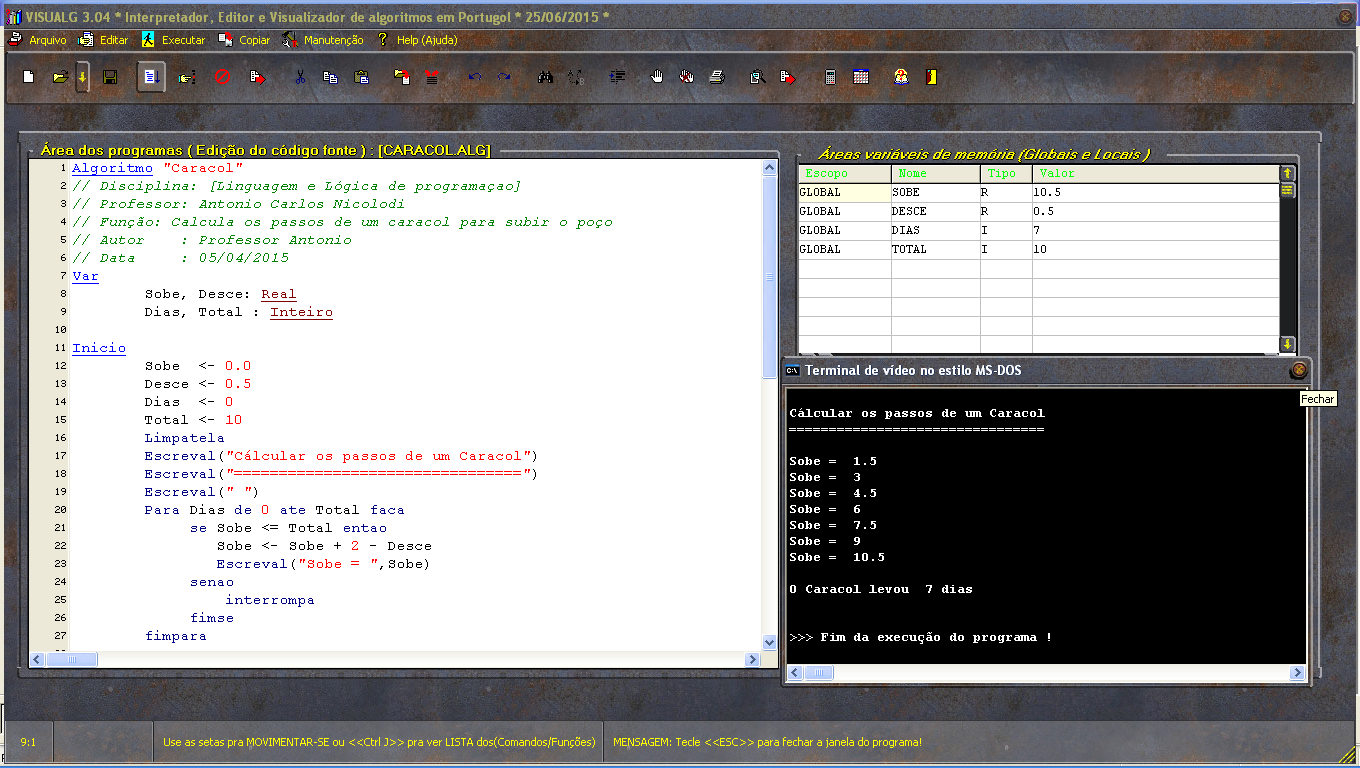 VISUALG 3.04 * Interpretador, Editor e Visualizador de algoritmos em Portugol * 25/06/2015 *
Arquivo Editar Executar Copiar Manutenção Help (Ajuda)
Área dos programas ( Edição do código fonte ) : [CARACOL.ALG]
1 Algoritmo "Caracol"
2 // Disciplina: [Linguagem e Lógica de programaçao]
3 // Professor: Antonio Carlos Nicolodi
4 // Função: Calcula os passos de um caracol para subir o poço
5 // Autor    : Professor Antonio
6 // Data     : 05/04/2015
7 Var
8 Sobe, Desce: Real
9 Dias, Total : Inteiro
10
11 Inicio
12 Sobe  <- 0.0
13 Desce <- 0.5
14 Dias  <- 0
15 Total <- 10
16 Limpatela
17 Escreval("Cálcular os passos de um Caracol")
18 Escreval("================================")
19 Escreval(" ")
20 Para Dias de 0 ate Total faca
21 se Sobe <= Total entao
22 Sobe <- Sobe + 2 - Desce
23 Escreval("Sobe = ",Sobe)
24 senao
25 interrompa
26 fimse
27 fimpara
Áreas variáveis de memória (Globais e Locais )
Escopo Nome Tipo Valor
GLOBAL SOBE R 10.5
GLOBAL DESCE R 0.5
GLOBAL DIAS I 7
GLOBAL TOTAL I 10
C:\ Terminal de vídeo no estilo MS-DOS
Fechar
Cálcular os passos de um Caracol
================================
Sobe =  1.5
Sobe =  3
Sobe =  4.5
Sobe =  6
Sobe =  7.5
Sobe =  9
Sobe =  10.5
O Caracol levou  7 dias
>>> Fim da execução do programa !
9:1
Use as setas pra MOVIMENTAR-SE ou <<Ctrl J>> pra ver LISTA dos(Comandos/Funções)
MENSAGEM: Tecle <<ESC>> para fechar a janela do programa!